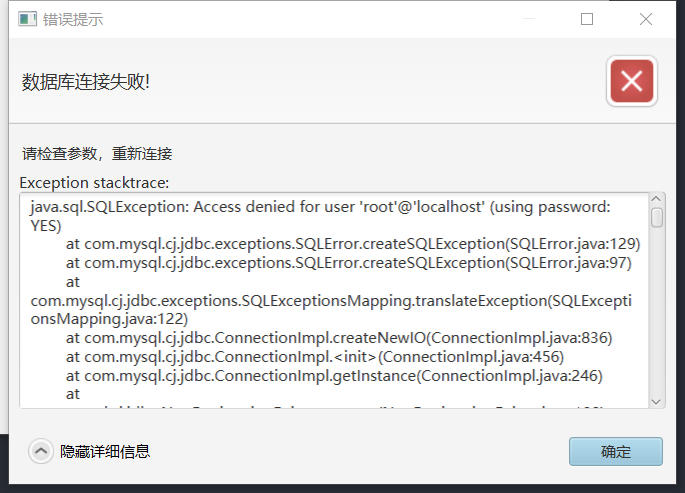 错误提示
数据库连接失败!
请检查参数，重新连接
Exception stacktrace:
java.sql.SQLException: Access denied for user 'root'@'localhost' (using password:
YES)
at com.mysql.cj.jdbc.exceptions.SQLError.createSQLException(SQLError.java:129)
at com.mysql.cj.jdbc.exceptions.SQLError.createSQLException(SQLError.java:97)
at
com.mysql.cj.jdbc.exceptions.SQLExceptionsMapping.translateException(SQLExcepti
onsMapping.java:122)
at com.mysql.cj.jdbc.ConnectionImpl.createNewIO(ConnectionImpl.java:836)
at com.mysql.cj.jdbc.ConnectionImpl.<init>(ConnectionImpl.java:456)
at com.mysql.cj.jdbc.ConnectionImpl.getInstance(ConnectionImpl.java:246)
at
隐藏详细信息
确定